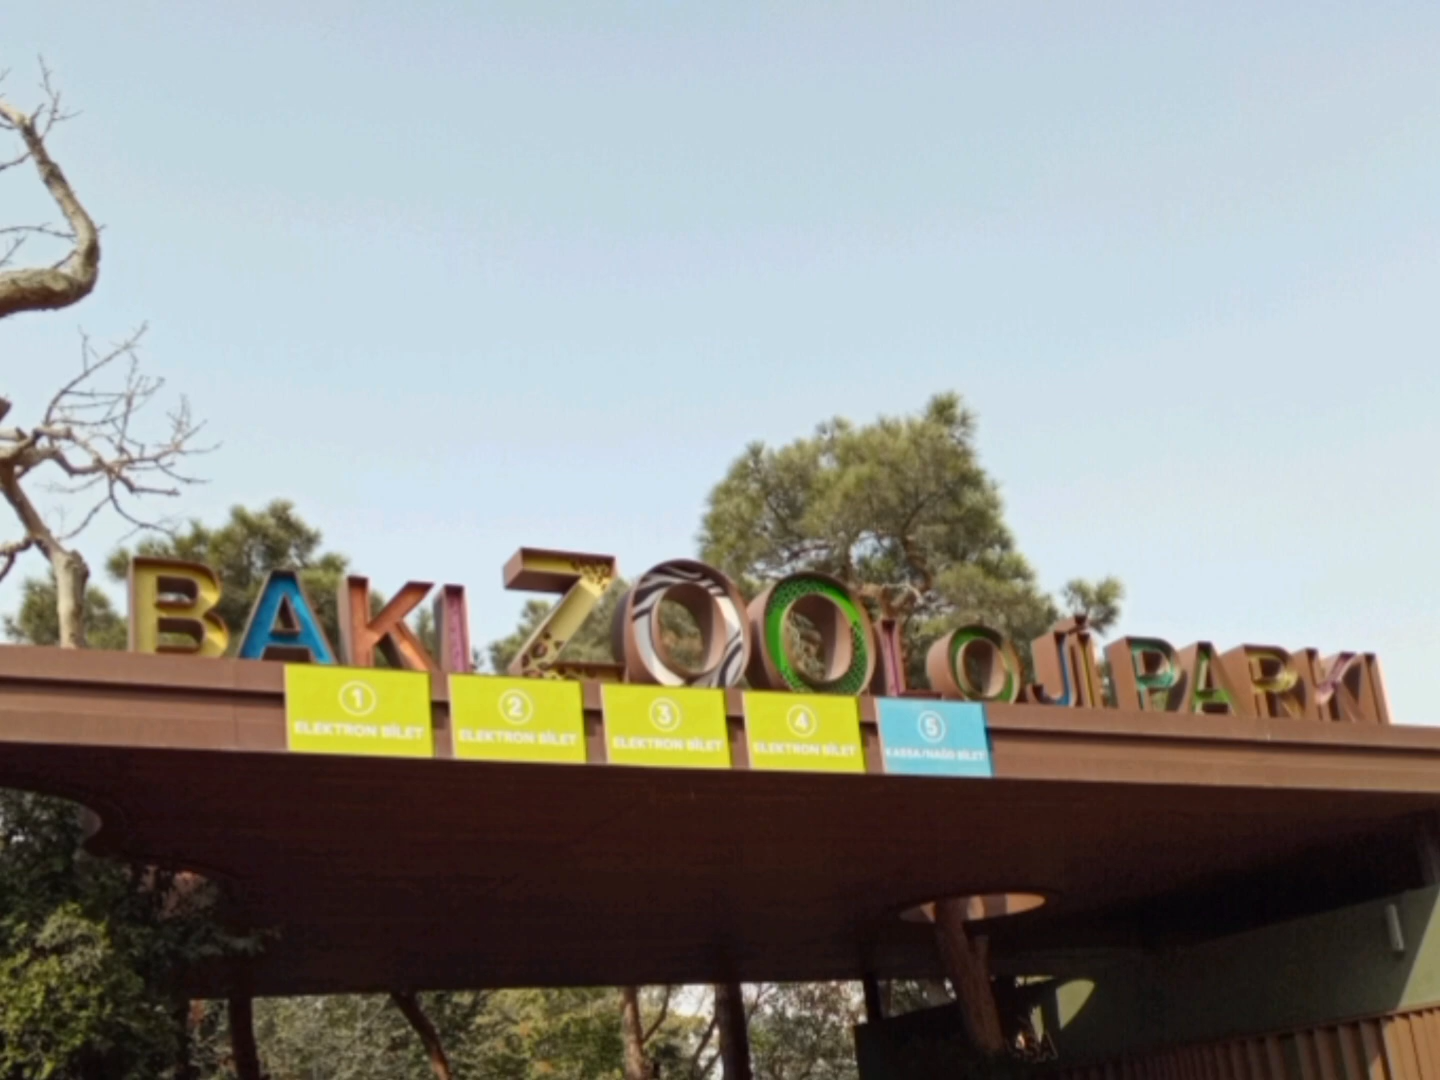 BAKI ZOOLOJİ PARKI
1
ELEKTRON BİLET
2
ELEKTRON BİLET
3
ELEKTRON BİLET
4
ELEKTRON BİLET
5
KASSA/NAĞD BİLET